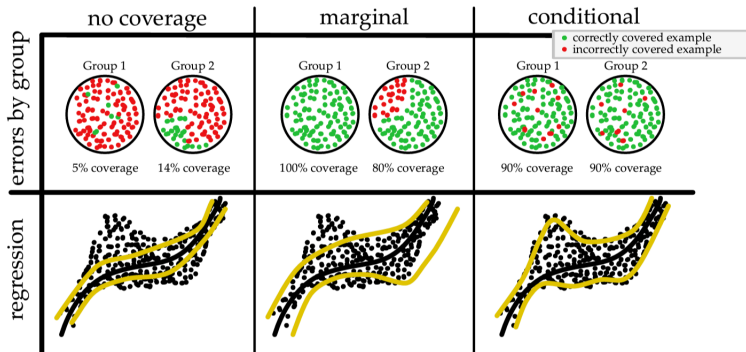 no coverage
marginal
conditional
correctly covered example
incorrectly covered example
errors by group
Group 1
Group 2
Group 1
Group 2
Group 1
Group 2
5% coverage
14% coverage
100% coverage
80% coverage
90% coverage
90% coverage
regression